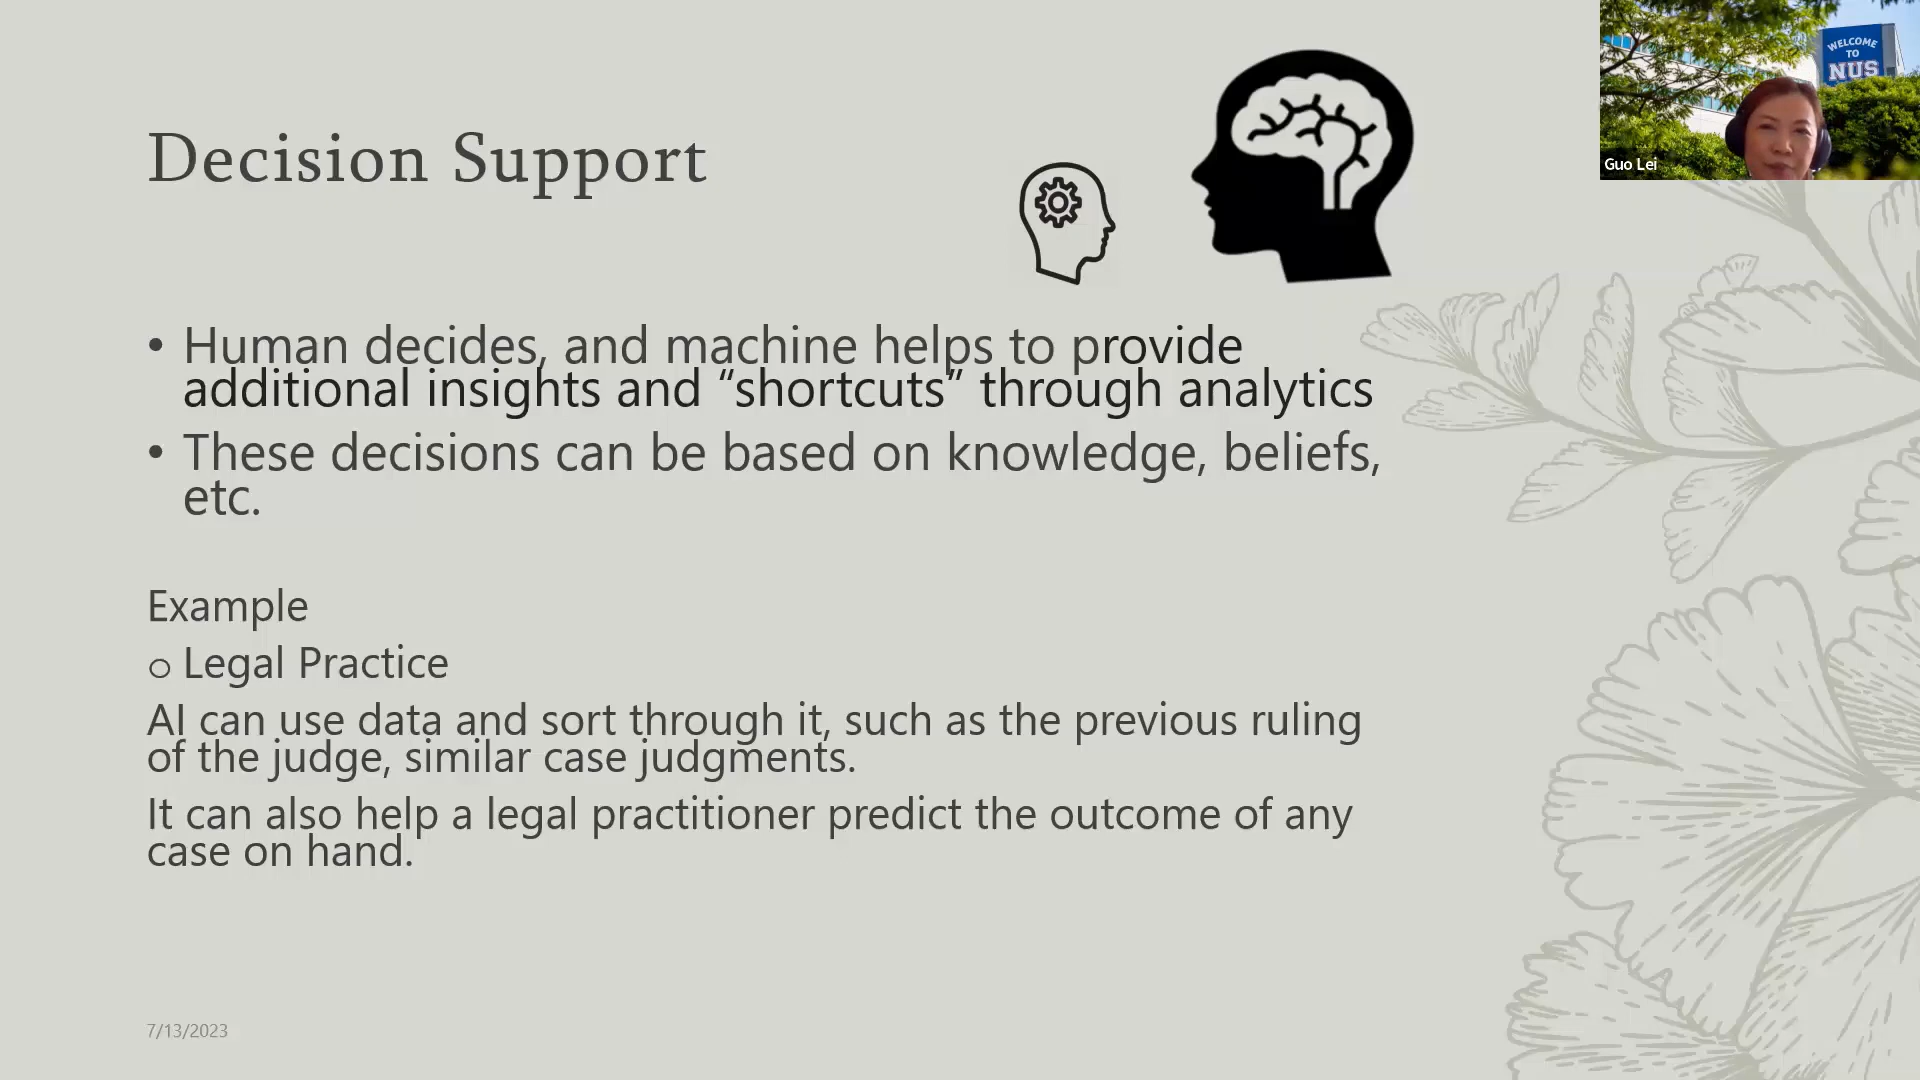 WELCOME
TO
NUS
Guo Lei
Decision Support
• Human decides, and machine helps to provide
additional insights and “shortcuts” through analytics
• These decisions can be based on knowledge, beliefs,
etc.
Example
o Legal Practice
AI can use data and sort through it, such as the previous ruling
of the judge, similar case judgments.
It can also help a legal practitioner predict the outcome of any
case on hand.
7/13/2023